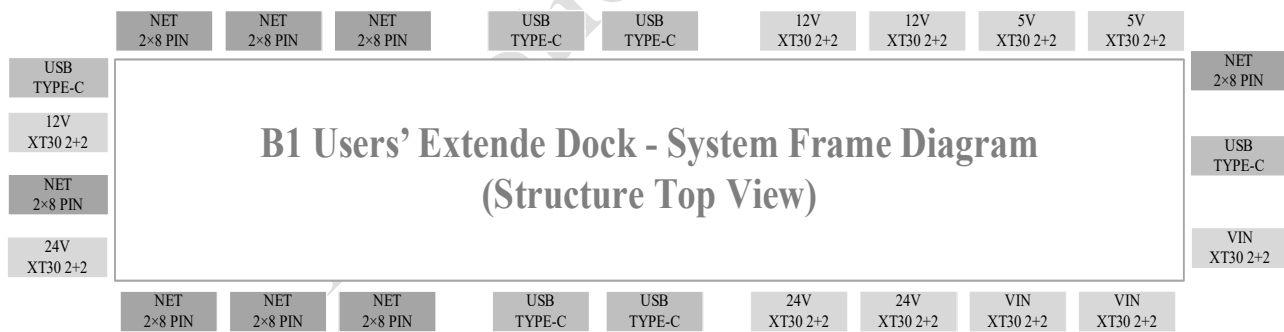 NET
2×8 PIN
NET
2×8 PIN
NET
2×8 PIN
USB
TYPE-C
USB
TYPE-C
12V
XT30 2+2
12V
XT30 2+2
5V
XT30 2+2
5V
XT30 2+2
USB
TYPE-C
12V
XT30 2+2
NET
2×8 PIN
24V
XT30 2+2
B1 Users’ Extende Dock - System Frame Diagram
(Structure Top View)
NET
2×8 PIN
USB
TYPE-C
VIN
XT30 2+2
NET
2×8 PIN
NET
2×8 PIN
NET
2×8 PIN
USB
TYPE-C
USB
TYPE-C
24V
XT30 2+2
24V
XT30 2+2
VIN
XT30 2+2
VIN
XT30 2+2